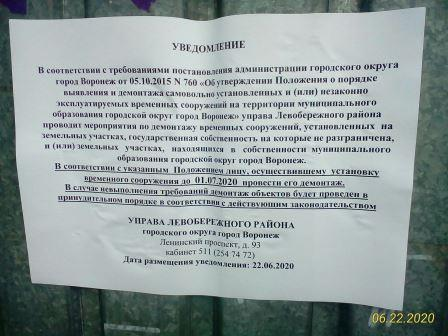 УВЕДОМЛЕНИЕ
В соответствии с требованиями постановления администрации городского округа
город Воронеж от 05.10.2015 N 760 «Об утверждении Положения о порядке
выявления и демонтажа самовольно установленных и (или) незаконно
эксплуатируемых временных сооружений на территории муниципального
образования городской округ город Воронеж» управа Левобережного района
проводит мероприятия по демонтажу временных сооружений, установленных на
земельных участках, государственная собственность на которые не разграничена,
и (или) земельных участках, находящихся в собственности муниципального
образования городской округ город Воронеж.
В соответствии с указанным Положением лицу, осуществившему установку
временного сооружения до 01.07.2020 провести его демонтаж.
В случае невыполнения требований демонтаж объектов будет проведен в
принудительном порядке в соответствии с действующим законодательством
УПРАВА ЛЕВОБЕРЕЖНОГО РАЙОНА
городского округа город Воронеж
Ленинский проспект, д. 93
кабинет 511 (254 74 72)
Дата размещения уведомления: 22.06.2020
06.22.2020